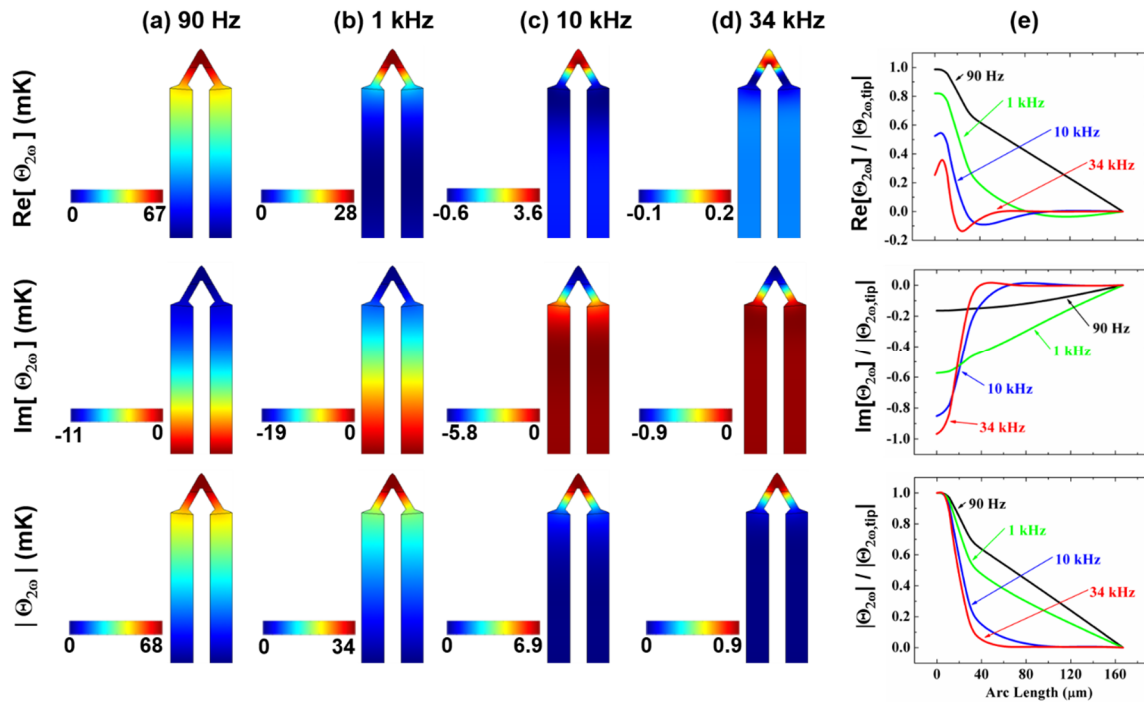 (a) 90 Hz (b) 1 kHz (c) 10 kHz (d) 34 kHz (e)
Re[ Θ2ω ] (mK)
0 67
0 28
-0.6 3.6
-0.1 0.2
Re[Θ2ω] / |Θ2ω,tip|
1.0
0.8
0.6
0.4
0.2
0.0
-0.2
90 Hz
1 kHz
10 kHz
34 kHz
Im[ Θ2ω ] (mK)
-11 0
-19 0
-5.8 0
-0.9 0
Im[Θ2ω] / |Θ2ω,tip|
0.0
-0.2
-0.4
-0.6
-0.8
-1.0
90 Hz
1 kHz
10 kHz
34 kHz
| Θ2ω | (mK)
0 68
0 34
0 6.9
0 0.9
|Θ2ω| / |Θ2ω,tip|
1.0
0.8
0.6
0.4
0.2
0.0
90 Hz
1 kHz
10 kHz
34 kHz
0 40 80 120 160
Arc Length (μm)